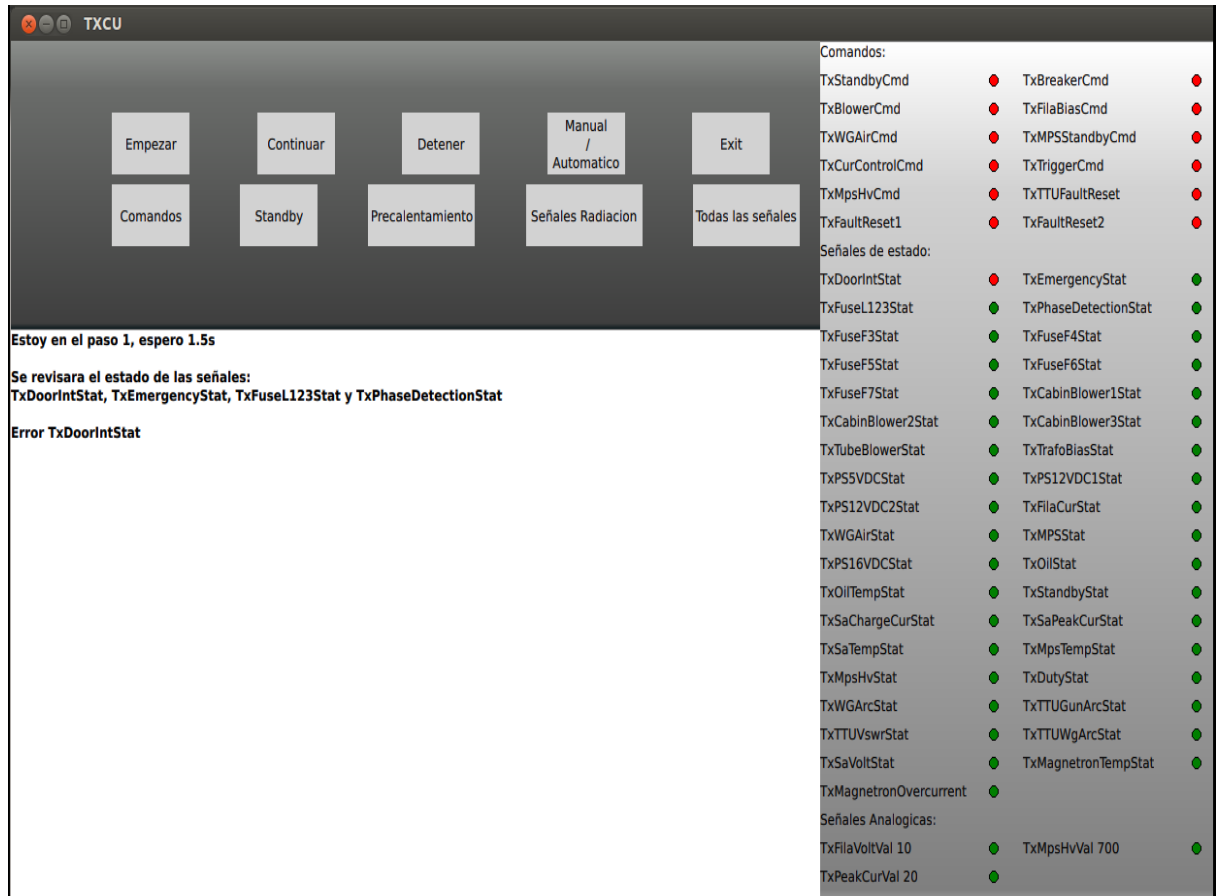 TXCU
Empezar
Continuar
Detener
Manual
/
Automatico
Exit
Comandos
Standby
Precalentamiento
Señales Radiacion
Todas las señales
Estoy en el paso 1, espero 1.5s
Se revisara el estado de las señales:
TxDoorIntStat, TxEmergencyStat, TxFuseL123Stat y TxPhaseDetectionStat
Error TxDoorIntStat
Comandos:
TxStandbyCmd TxBreakerCmd
TxBlowerCmd TxFilaBiasCmd
TxWGAirCmd TxMPSStandbyCmd
TxCurControlCmd TxTriggerCmd
TxMpsHvCmd TxTTUFaultReset
TxFaultReset1 TxFaultReset2
Señales de estado:
TxDoorIntStat TxEmergencyStat
TxFuseL123Stat TxPhaseDetectionStat
TxFuseF3Stat TxFuseF4Stat
TxFuseF5Stat TxFuseF6Stat
TxFuseF7Stat TxCabinBlower1Stat
TxCabinBlower2Stat TxCabinBlower3Stat
TxTubeBlowerStat TxTrafoBiasStat
TxPS5VDCStat TxPS12VDC1Stat
TxPS12VDC2Stat TxFilaCurStat
TxWGAirStat TxMPSStat
TxPS16VDCStat TxOilStat
TxOilTempStat TxStandbyStat
TxSaChargeCurStat TxSaPeakCurStat
TxSaTempStat TxMpsTempStat
TxMpsHvStat TxDutyStat
TxWGArcStat TxTTUGunArcStat
TxTTUVswrStat TxTTUWgArcStat
TxSaVoltStat TxMagnetronTempStat
TxMagnetronOvercurrent
Señales Analogicas:
TxFilaVoltVal 10 TxMpsHvVal 700
TxPeakCurVal 20